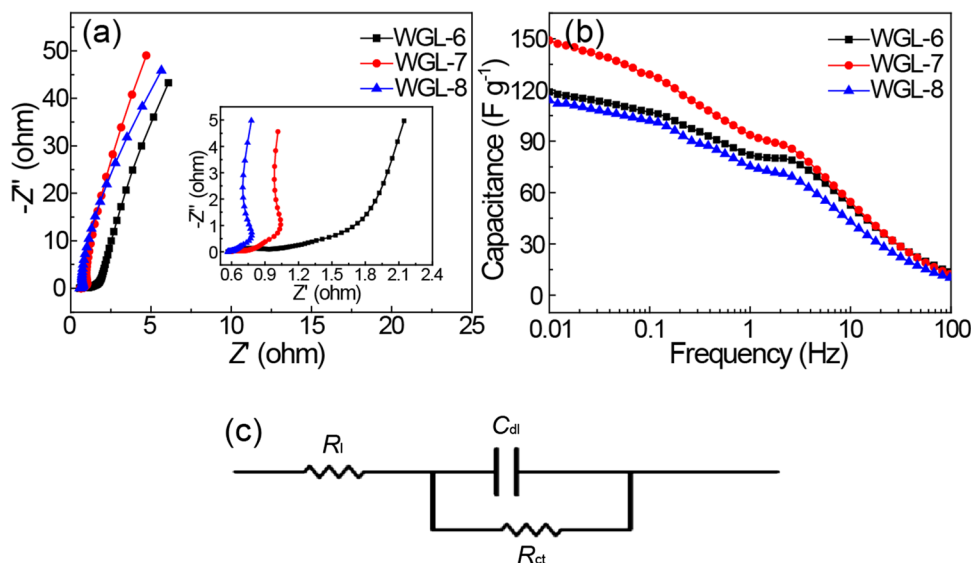 (a)
WGL-6
WGL-7
WGL-8
-Z'' (ohm)
50
40
30
20
10
0
0 5 10 15 20 25
Z' (ohm)
-Z'' (ohm)
5
4
3
2
1
0
0.6 0.9 1.2 1.5 1.8 2.1 2.4
Z' (ohm)
(b)
WGL-6
WGL-7
WGL-8
Capacitance (F g⁻¹)
150
120
90
60
30
0
0.01 0.1 1 10 100
Frequency (Hz)
(c)
Rl
Cdl
Rct